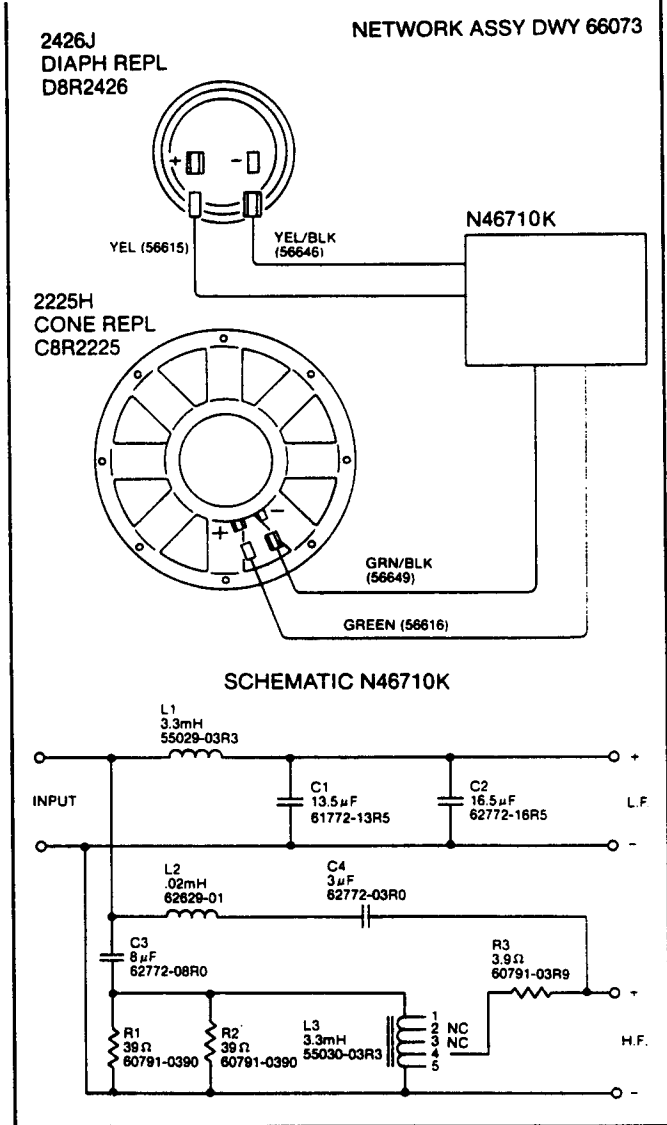 NETWORK ASSY DWY 66073
2426J
DIAPH REPL
D8R2426
+
-
YEL (56615)
YEL/BLK
(56646)
N46710K
2225H
CONE REPL
C8R2225
+
-
GRN/BLK
(56649)
GREEN (56616)
SCHEMATIC N46710K
L1
3.3mH
55029-03R3
INPUT
C1
13.5µF
61772-13R5
C2
16.5µF
62772-16R5
+
L.F.
-
L2
.02mH
62629-01
C4
3µF
62772-03R0
C3
8µF
62772-08R0
R3
3.9Ω
60791-03R9
R1
39Ω
60791-0390
R2
39Ω
60791-0390
L3
3.3mH
55030-03R3
1
2 NC
3 NC
4
5
+
H.F.
-